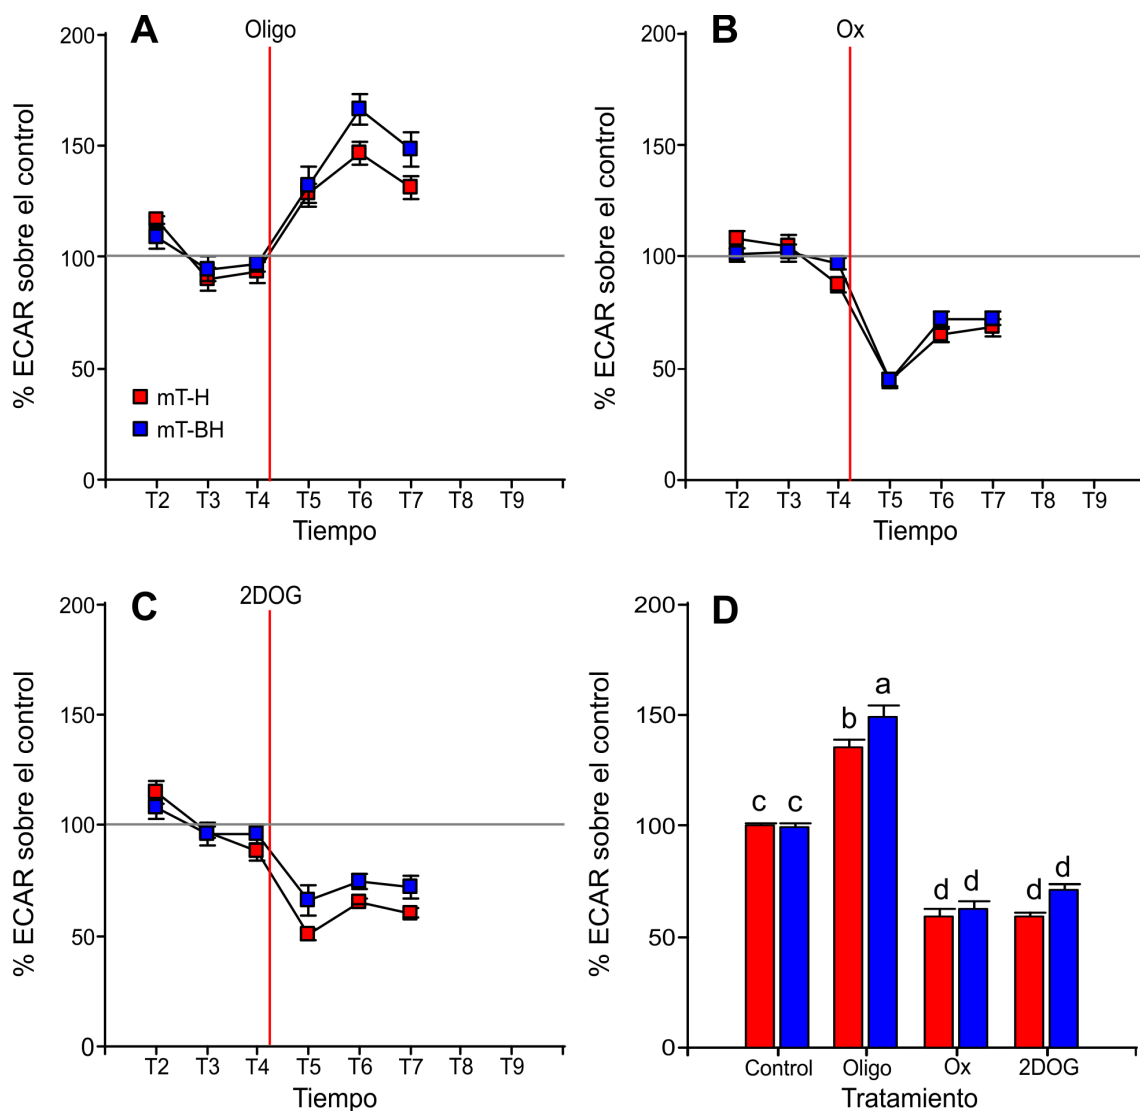 A
Oligo
% ECAR sobre el control
200
150
100
50
0
mT-H
mT-BH
T2 T3 T4 T5 T6 T7 T8 T9
Tiempo
B
Ox
% ECAR sobre el control
200
150
100
50
0
T2 T3 T4 T5 T6 T7 T8 T9
Tiempo
C
2DOG
% ECAR sobre el control
200
150
100
50
0
T2 T3 T4 T5 T6 T7 T8 T9
Tiempo
D
% ECAR sobre el control
200
150
100
50
0
c c b a d d d d
Control Oligo Ox 2DOG
Tratamiento